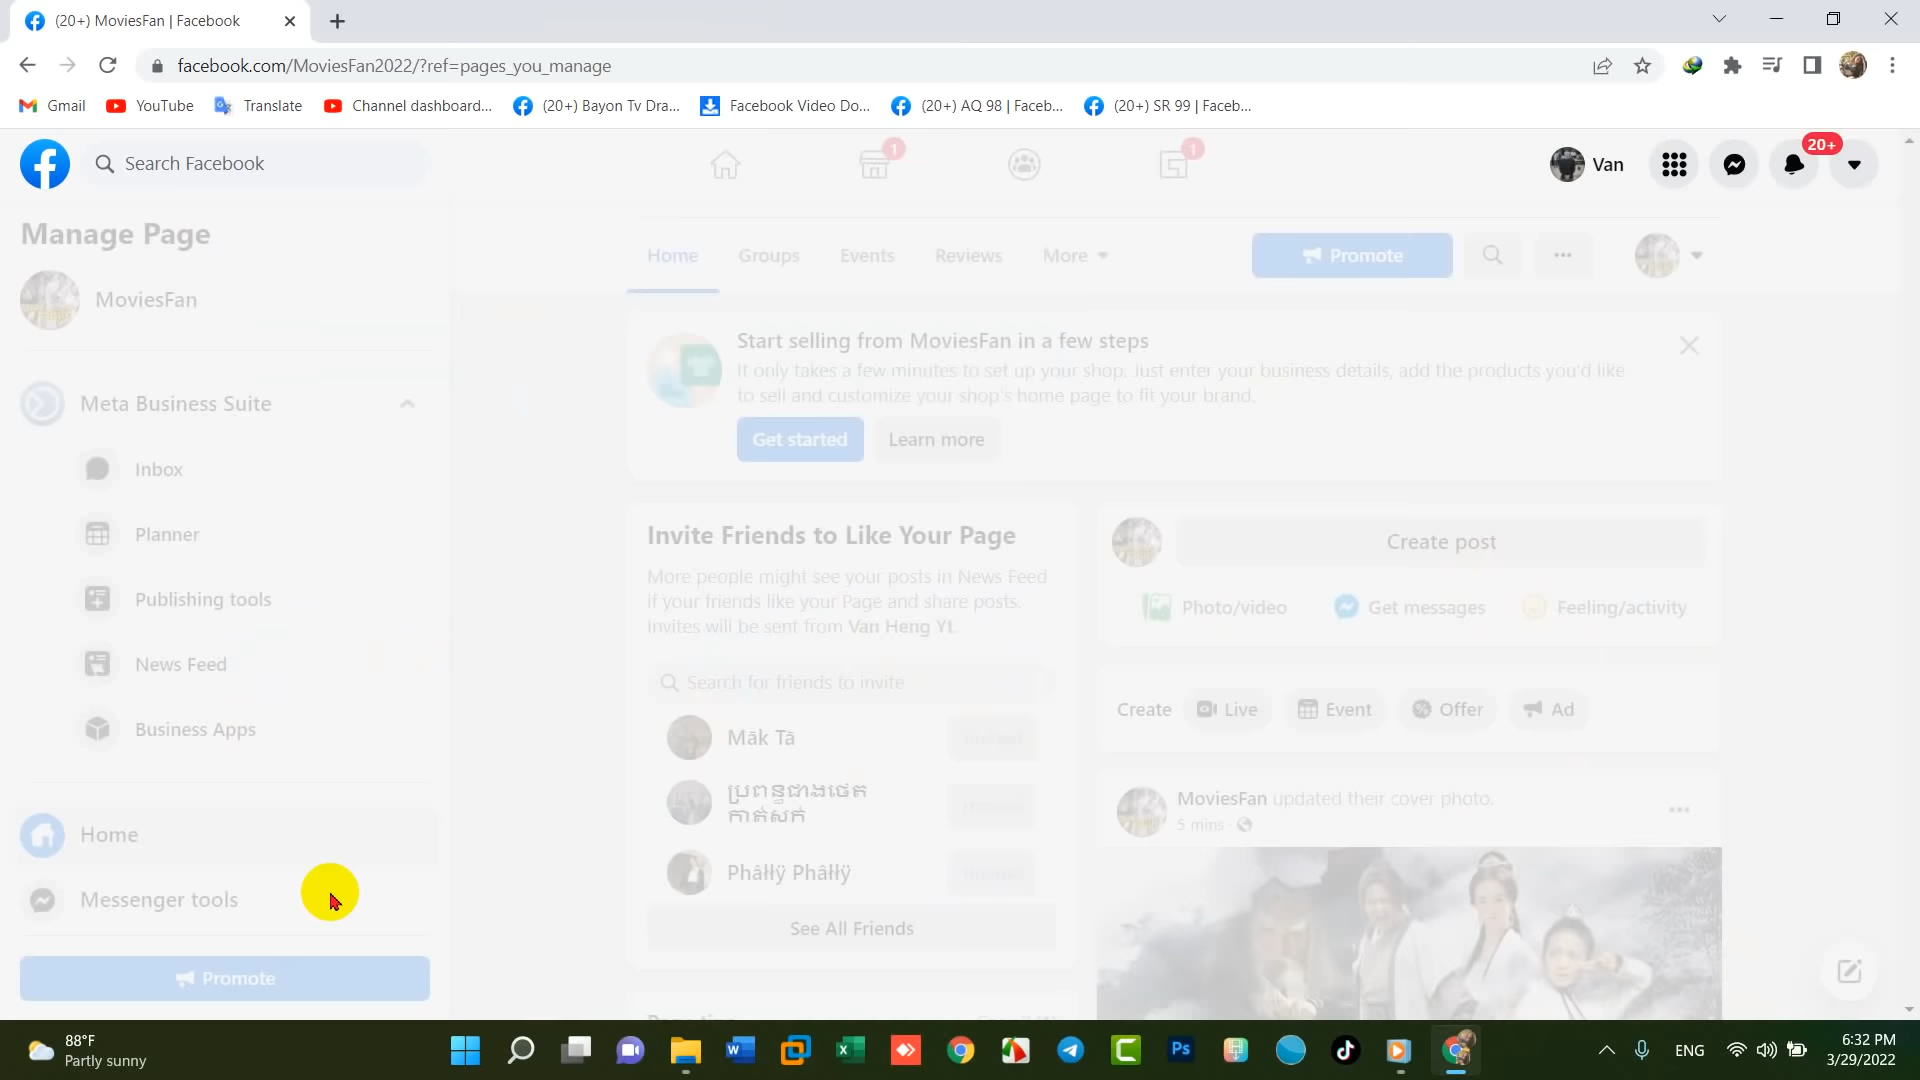 (20+) MoviesFan | Facebook
facebook.com/MoviesFan2022/?ref=pages_you_manage
Gmail
YouTube
Translate
Channel dashboard...
(20+) Bayon Tv Dra...
Facebook Video Do...
(20+) AQ 98 | Faceb...
(20+) SR 99 | Faceb...
Search Facebook
1
1
Van
20+
Manage Page
MoviesFan
Meta Business Suite
Inbox
Planner
Publishing tools
News Feed
Business Apps
Home
Messenger tools
Promote
Home
Groups
Events
Reviews
More
Promote
Start selling from MoviesFan in a few steps
It only takes a few minutes to set up your shop. Just enter your business details, add the products you'd like
to sell and customize your shop's home page to fit your brand.
Get started
Learn more
Invite Friends to Like Your Page
More people might see your posts in News Feed
if your friends like your Page and share posts.
Invites will be sent from Van Heng Yt.
Search for friends to invite
Māk Tā
ប្រពន្ធជាងថេត
កាត់សក់
Phâłłÿ Phâłłÿ
See All Friends
Create post
Photo/video
Get messages
Feeling/activity
Create
Live
Event
Offer
Ad
MoviesFan updated their cover photo.
5 mins
88°F
Partly sunny
Ps
ENG
6:32 PM
3/29/2022